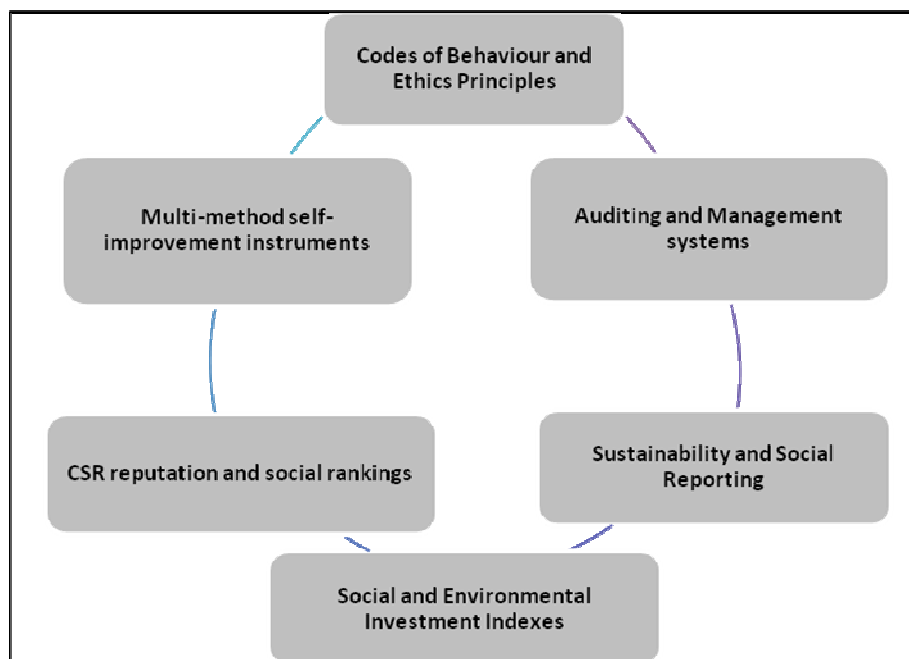 Codes of Behaviour and
Ethics Principles
Multi-method self-
improvement instruments
Auditing and Management
systems
CSR reputation and social rankings
Sustainability and Social
Reporting
Social and Environmental
Investment Indexes